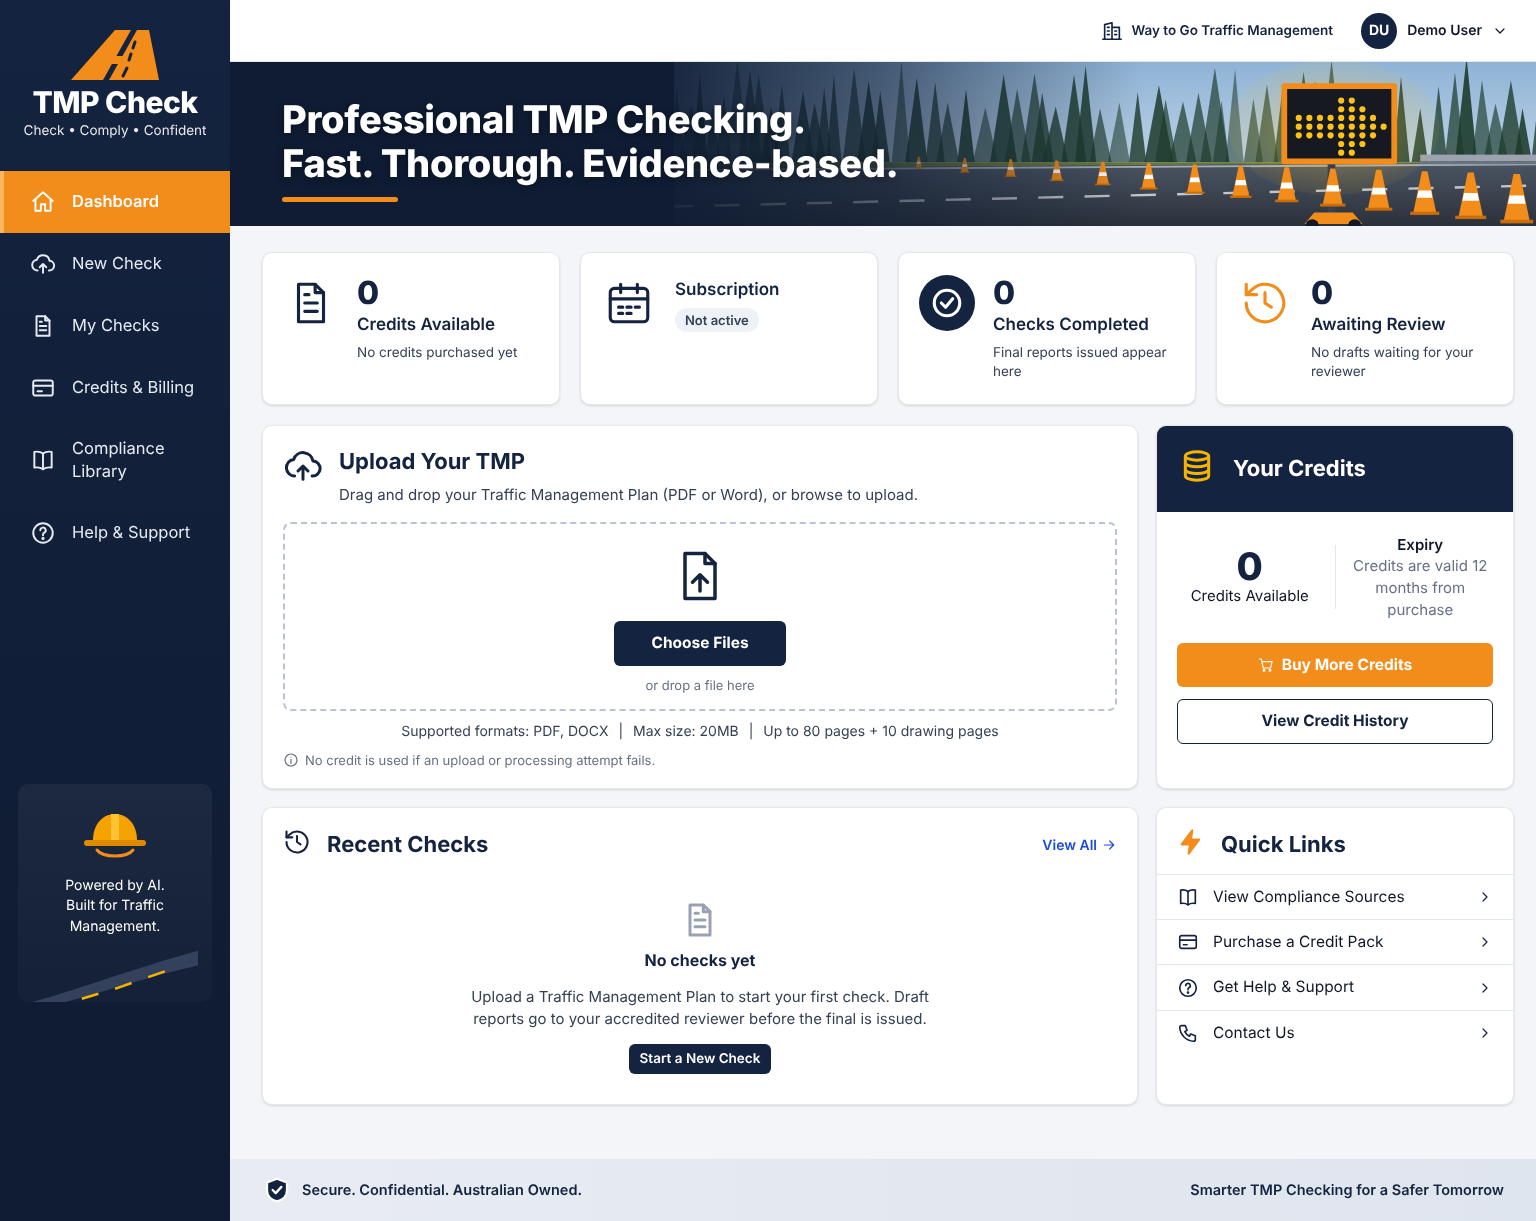 TMP Check
Check • Comply • Confident
Dashboard
New Check
My Checks
Credits & Billing
Compliance
Library
Help & Support
Powered by AI.
Built for Traffic
Management.
Way to Go Traffic Management
DU
Demo User
Professional TMP Checking.
Fast. Thorough. Evidence-based.
0
Credits Available
No credits purchased yet
Subscription
Not active
0
Checks Completed
Final reports issued appear
here
0
Awaiting Review
No drafts waiting for your
reviewer
Upload Your TMP
Drag and drop your Traffic Management Plan (PDF or Word), or browse to upload.
Choose Files
or drop a file here
Supported formats: PDF, DOCX | Max size: 20MB | Up to 80 pages + 10 drawing pages
No credit is used if an upload or processing attempt fails.
Your Credits
0
Credits Available
Expiry
Credits are valid 12
months from
purchase
Buy More Credits
View Credit History
Recent Checks
View All →
No checks yet
Upload a Traffic Management Plan to start your first check. Draft
reports go to your accredited reviewer before the final is issued.
Start a New Check
Quick Links
View Compliance Sources
Purchase a Credit Pack
Get Help & Support
Contact Us
Secure. Confidential. Australian Owned.
Smarter TMP Checking for a Safer Tomorrow